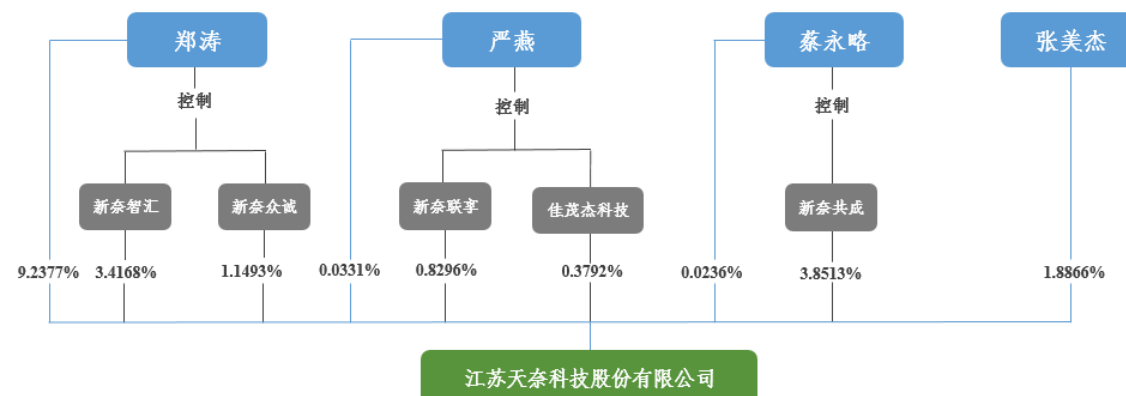 郑涛
严燕
蔡永略
张美杰
控制
控制
控制
新奈智汇
新奈众诚
新奈联享
佳茂杰科技
新奈共成
9.2377%
3.4168%
1.1493%
0.0331%
0.8296%
0.3792%
0.0236%
3.8513%
1.8866%
江苏天奈科技股份有限公司